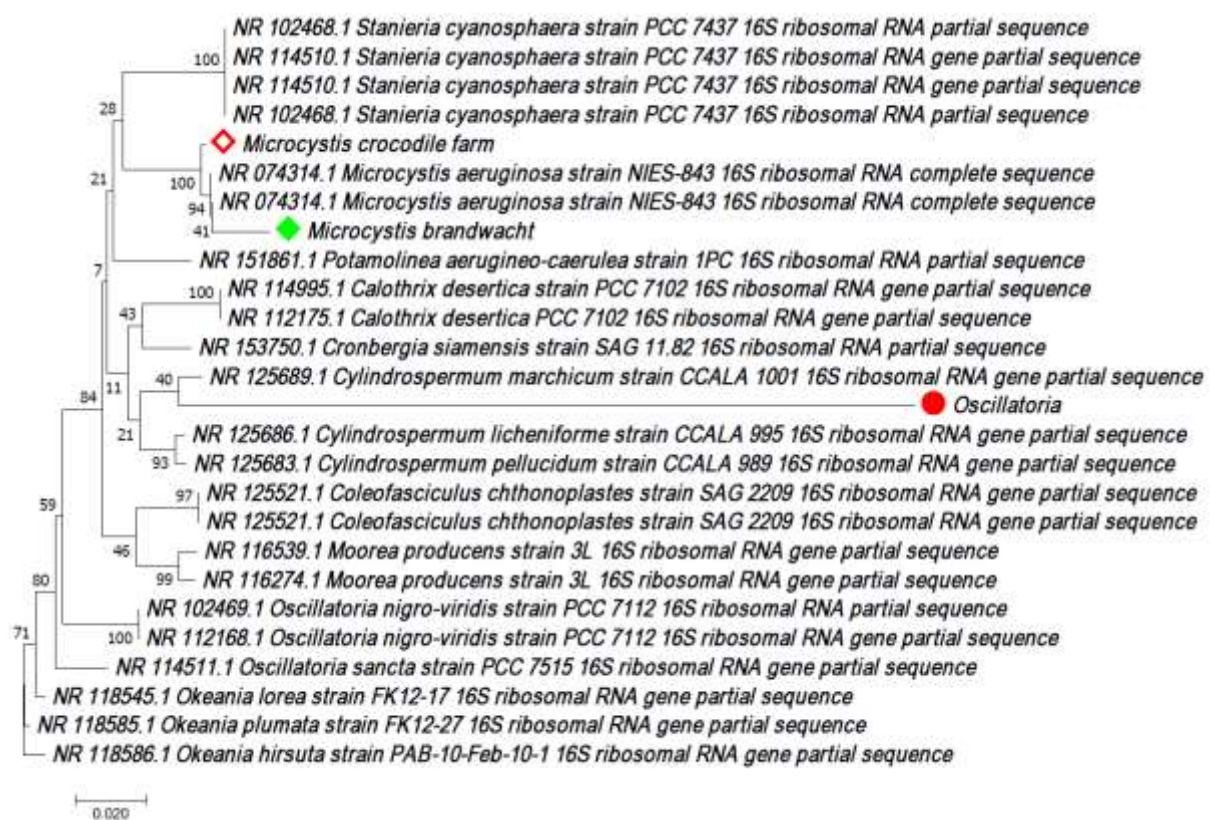 NR 102468.1 Stanieria cyanosphaera strain PCC 7437 16S ribosomal RNA partial sequence
NR 114510.1 Stanieria cyanosphaera strain PCC 7437 16S ribosomal RNA gene partial sequence
100
NR 114510.1 Stanieria cyanosphaera strain PCC 7437 16S ribosomal RNA gene partial sequence
28
NR 102468.1 Stanieria cyanosphaera strain PCC 7437 16S ribosomal RNA partial sequence
Microcystis crocodile farm
21
100
NR 074314.1 Microcystis aeruginosa strain NIES-843 16S ribosomal RNA complete sequence
94
NR 074314.1 Microcystis aeruginosa strain NIES-843 16S ribosomal RNA complete sequence
41
Microcystis brandwacht
7
NR 151861.1 Potamolinea aerugineo-caerulea strain 1PC 16S ribosomal RNA partial sequence
100
NR 114995.1 Calothrix desertica strain PCC 7102 16S ribosomal RNA gene partial sequence
43
NR 112175.1 Calothrix desertica PCC 7102 16S ribosomal RNA gene partial sequence
NR 153750.1 Cronbergia siamensis strain SAG 11.82 16S ribosomal RNA partial sequence
84
11
40
NR 125689.1 Cylindrospermum marchicum strain CCALA 1001 16S ribosomal RNA gene partial sequence
Oscillatoria
21
NR 125686.1 Cylindrospermum licheniforme strain CCALA 995 16S ribosomal RNA gene partial sequence
93
NR 125683.1 Cylindrospermum pellucidum strain CCALA 989 16S ribosomal RNA gene partial sequence
59
97
NR 125521.1 Coleofasciculus chthonoplastes strain SAG 2209 16S ribosomal RNA gene partial sequence
NR 125521.1 Coleofasciculus chthonoplastes strain SAG 2209 16S ribosomal RNA gene partial sequence
46
NR 116539.1 Moorea producens strain 3L 16S ribosomal RNA gene partial sequence
80
99
NR 116274.1 Moorea producens strain 3L 16S ribosomal RNA gene partial sequence
NR 102469.1 Oscillatoria nigro-viridis strain PCC 7112 16S ribosomal RNA partial sequence
71
100
NR 112168.1 Oscillatoria nigro-viridis strain PCC 7112 16S ribosomal RNA gene partial sequence
NR 114511.1 Oscillatoria sancta strain PCC 7515 16S ribosomal RNA gene partial sequence
NR 118545.1 Okeania lorea strain FK12-17 16S ribosomal RNA gene partial sequence
NR 118585.1 Okeania plumata strain FK12-27 16S ribosomal RNA gene partial sequence
NR 118586.1 Okeania hirsuta strain PAB-10-Feb-10-1 16S ribosomal RNA gene partial sequence
0.020